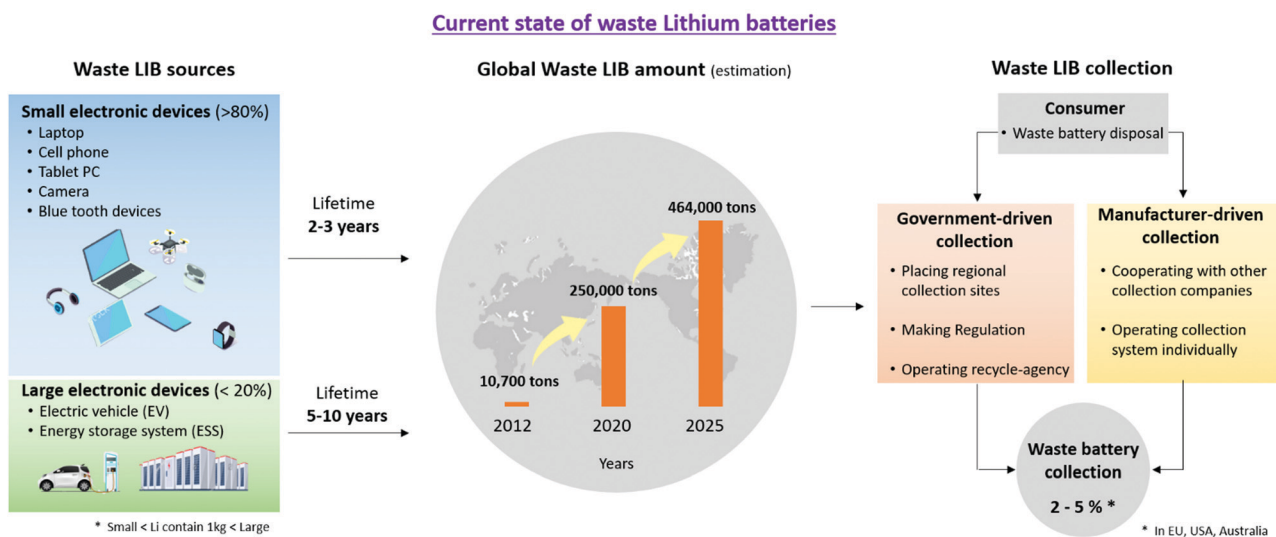 Current state of waste Lithium batteries
Waste LIB sources
Small electronic devices (>80%)
• Laptop
• Cell phone
• Tablet PC
• Camera
• Blue tooth devices
Large electronic devices (< 20%)
• Electric vehicle (EV)
• Energy storage system (ESS)
* Small < Li contain 1kg < Large
Lifetime
2-3 years
Lifetime
5-10 years
Global Waste LIB amount (estimation)
10,700 tons
250,000 tons
464,000 tons
2012
2020
2025
Years
Waste LIB collection
Consumer
• Waste battery disposal
Government-driven
collection
• Placing regional
collection sites
• Making Regulation
• Operating recycle-agency
Manufacturer-driven
collection
• Cooperating with other
collection companies
• Operating collection
system individually
Waste battery
collection
2 - 5 % *
* In EU, USA, Australia